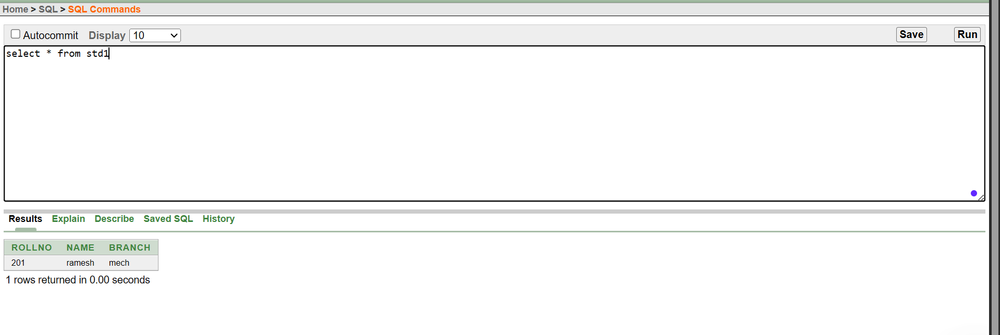 Home > SQL > SQL Commands
Autocommit Display 10 Save Run
select * from std1
Results Explain Describe Saved SQL History
ROLLNO NAME BRANCH
201 ramesh mech
1 rows returned in 0.00 seconds